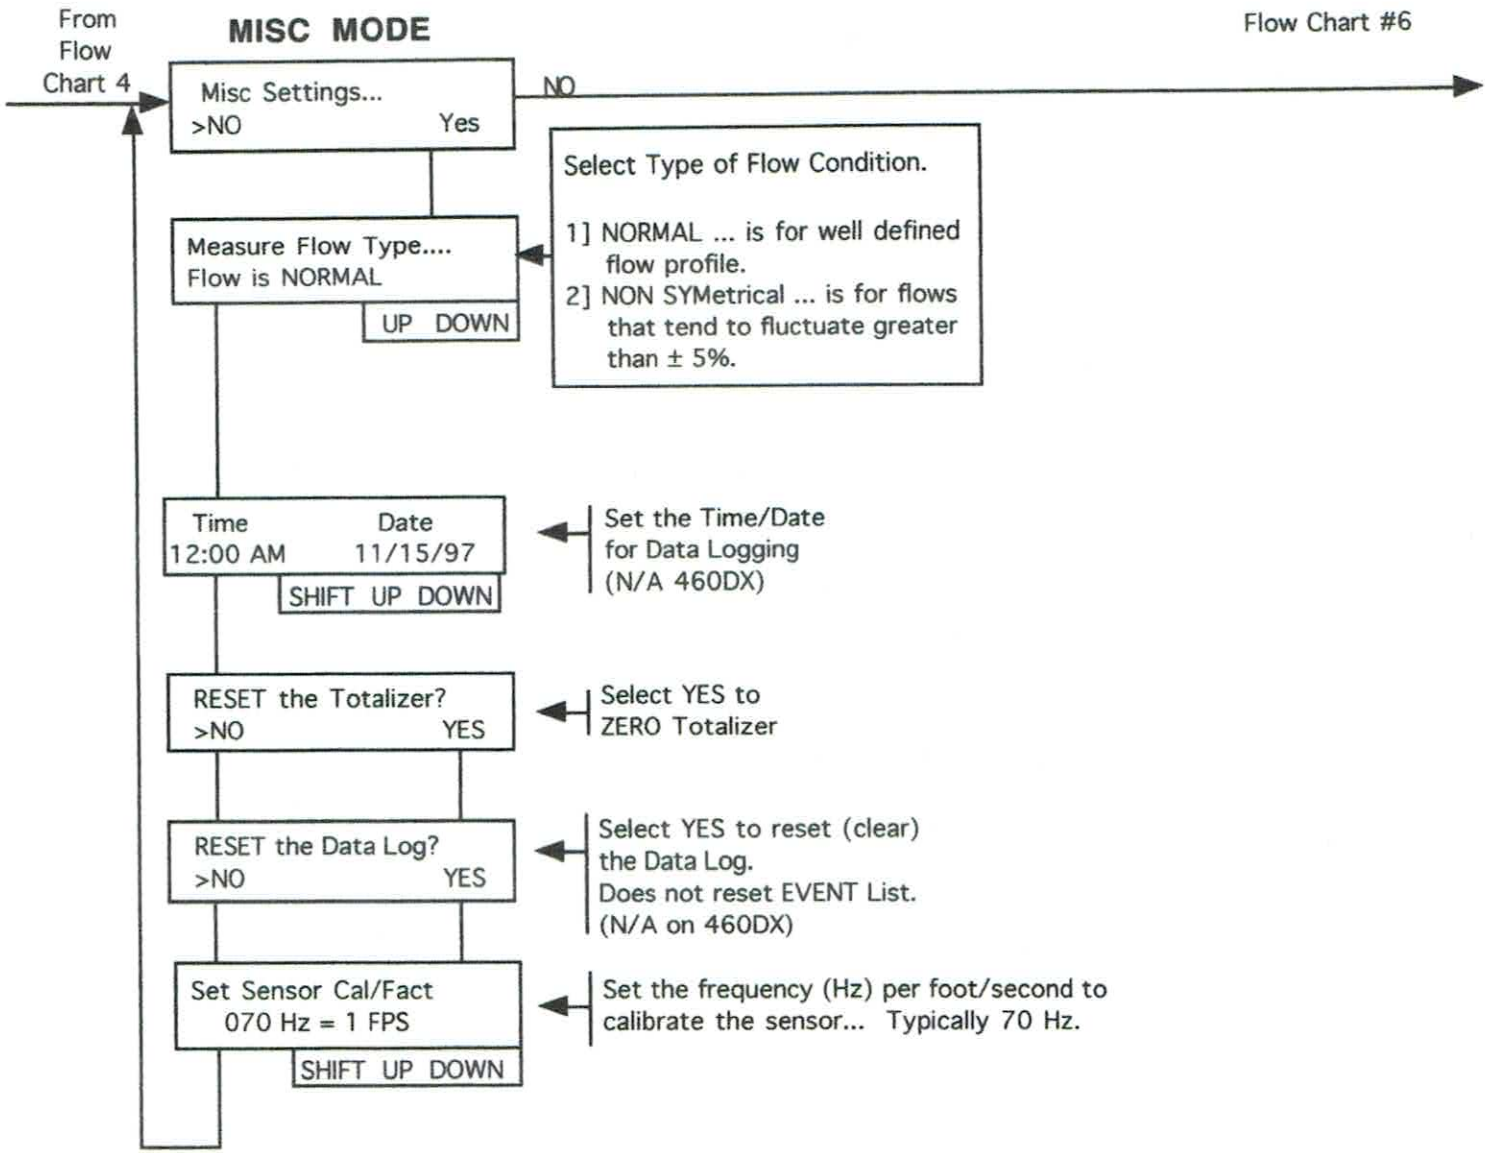 From
Flow
Chart 4
MISC MODE
Flow Chart #6
Misc Settings...
>NO Yes
NO
Select Type of Flow Condition.
1] NORMAL ... is for well defined
flow profile.
2] NON SYMetrical ... is for flows
that tend to fluctuate greater
than ± 5%.
Measure Flow Type....
Flow is NORMAL
UP DOWN
Time Date
12:00 AM 11/15/97
SHIFT UP DOWN
Set the Time/Date
for Data Logging
(N/A 460DX)
RESET the Totalizer?
>NO YES
Select YES to
ZERO Totalizer
RESET the Data Log?
>NO YES
Select YES to reset (clear)
the Data Log.
Does not reset EVENT List.
(N/A on 460DX)
Set Sensor Cal/Fact
070 Hz = 1 FPS
SHIFT UP DOWN
Set the frequency (Hz) per foot/second to
calibrate the sensor... Typically 70 Hz.